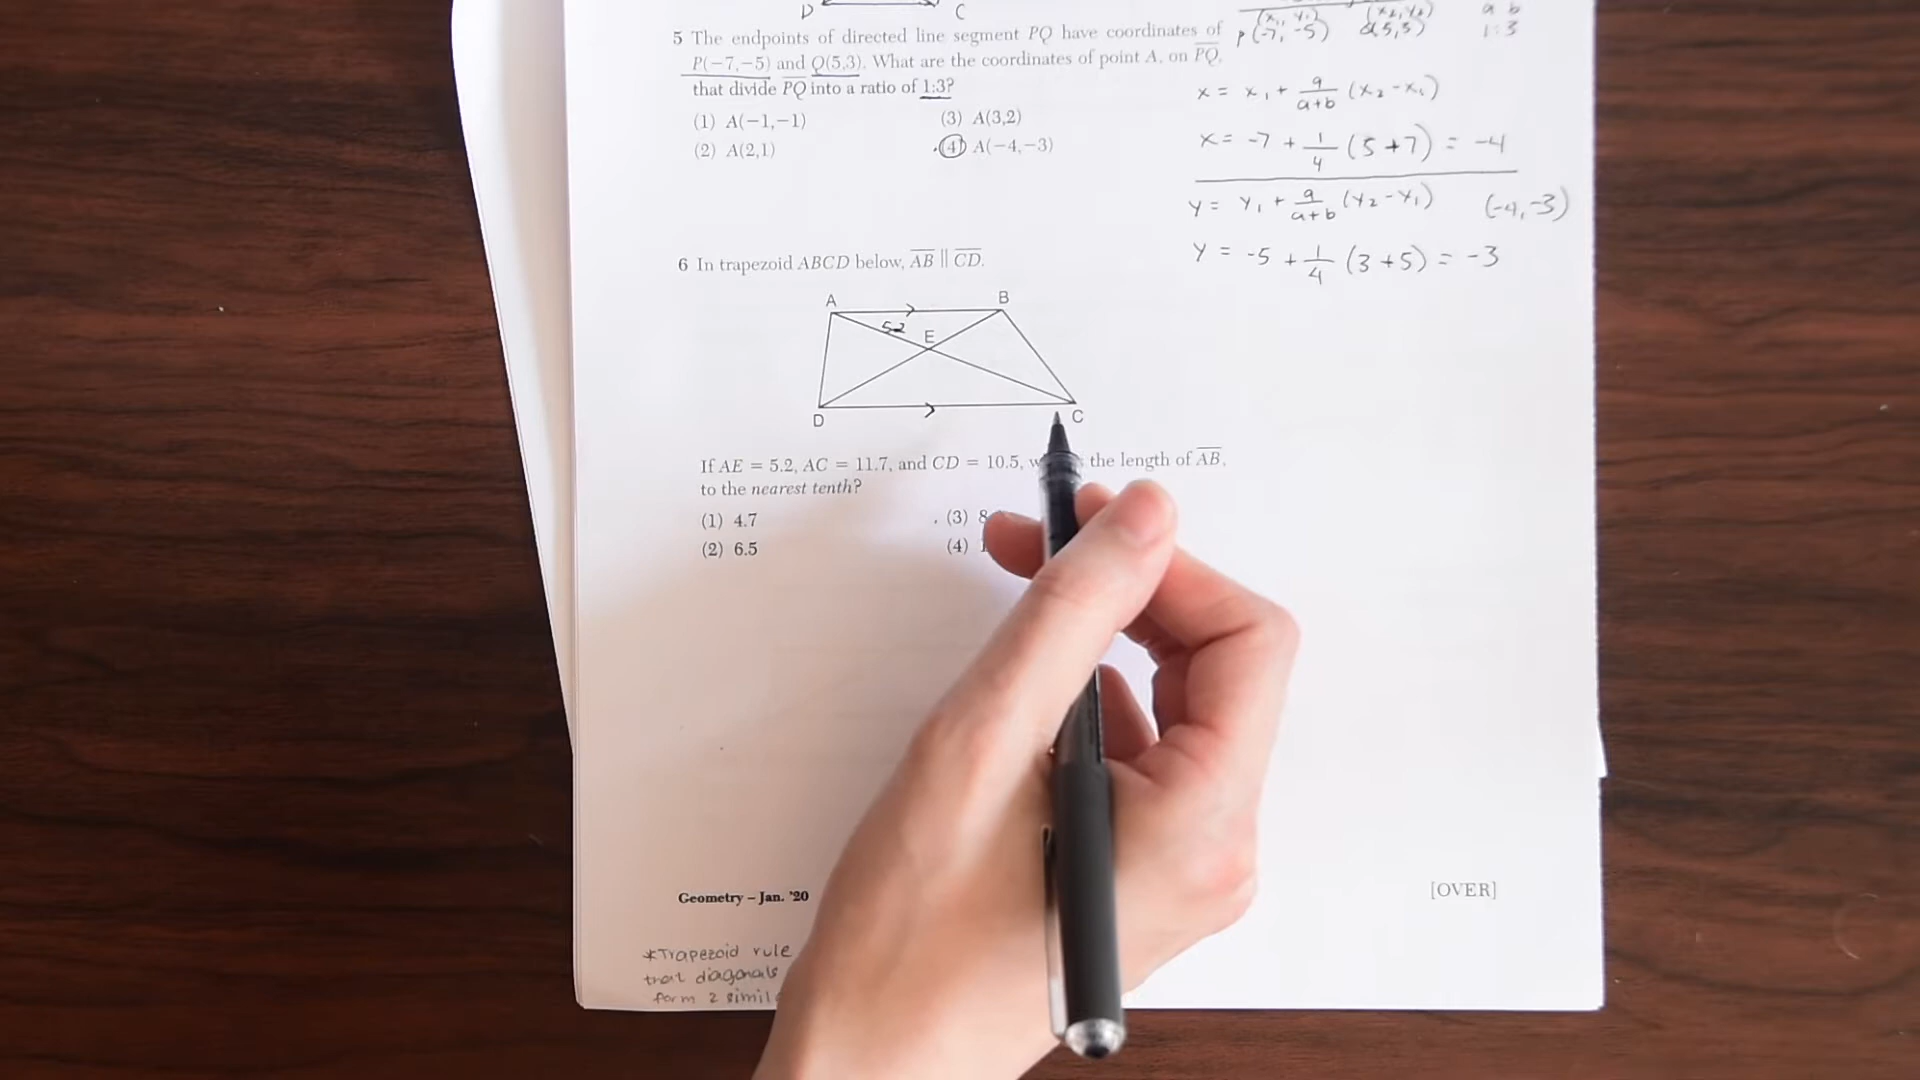 D C
5 The endpoints of directed line segment PQ have coordinates of
P(−7,−5) and Q(5,3). What are the coordinates of point A, on PQ,
that divide PQ into a ratio of 1:3?
(1) A(−1,−1) (3) A(3,2)
(2) A(2,1) (4) A(−4,−3)
(x₁, y₁) (x₂, y₂) a b
P(-7, -5) Q(5,3) 1:3
x = x₁ + a/a+b (x₂ - x₁)
x = -7 + 1/4 (5+7) = -4
y = y₁ + a/a+b (y₂ - y₁) (-4,-3)
y = -5 + 1/4 (3+5) = -3
6 In trapezoid ABCD below, AB || CD.
A B
5.2
E
D C
If AE = 5.2, AC = 11.7, and CD = 10.5, the length of AB,
to the nearest tenth?
(1) 4.7 (3) 8
(2) 6.5 (4)
Geometry – Jan. '20
[OVER]
*Trapezoid rule
that diagonals
form 2